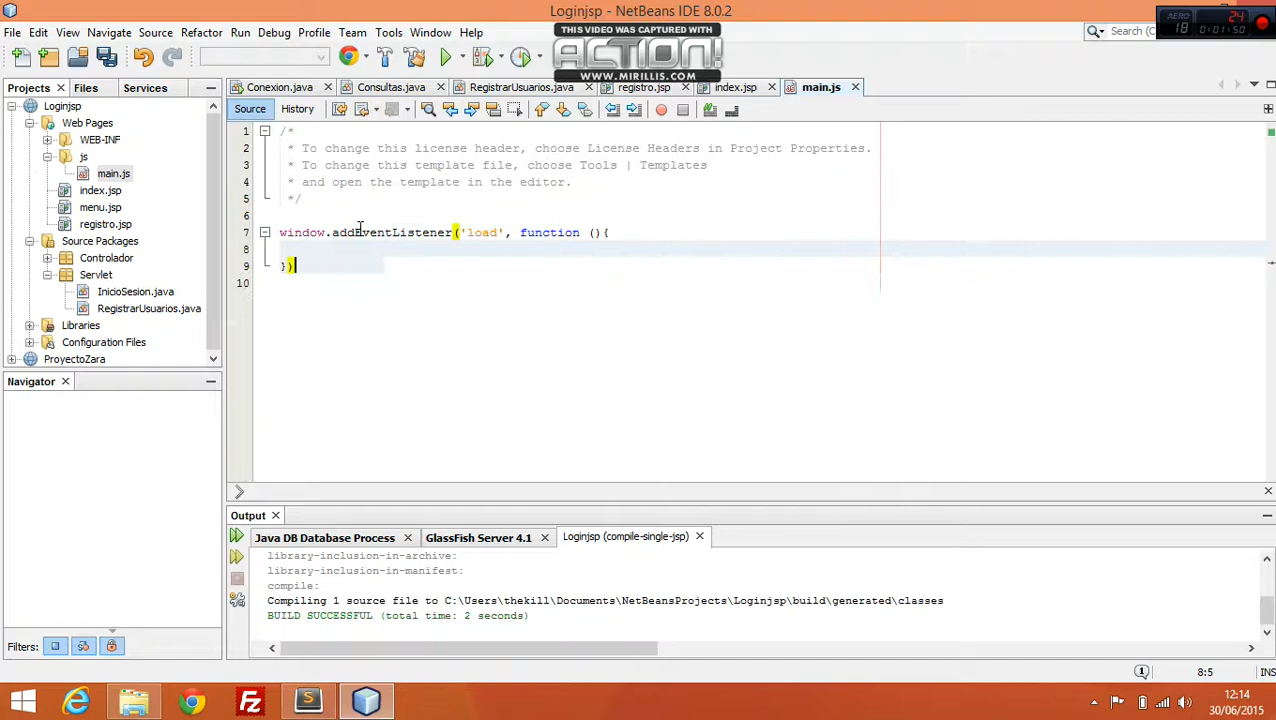 Loginjsp - NetBeans IDE 8.0.2
AERO 18
24
0:01:50
File Edit View Navigate Source Refactor Run Debug Profile Team Tools Window Help
THIS VIDEO WAS CAPTURED WITH
ACTION!
WWW.MIRILLIS.COM
Search (C
Projects Files Services
Conexion.java Consultas.java RegistrarUsuarios.java registro.jsp index.jsp main.js
Source History
Loginjsp
Web Pages
WEB-INF
js
main.js
index.jsp
menu.jsp
registro.jsp
Source Packages
Controlador
Servlet
InicioSesion.java
RegistrarUsuarios.java
Libraries
Configuration Files
ProyectoZara
1 /*
2 * To change this license header, choose License Headers in Project Properties.
3 * To change this template file, choose Tools | Templates
4 * and open the template in the editor.
5 */
6
7 window.addEventListener('load', function (){
8
9 })
10
Navigator
Filters:
Output
Java DB Database Process GlassFish Server 4.1 Loginjsp (compile-single-jsp)
library-inclusion-in-archive:
library-inclusion-in-manifest:
compile:
Compiling 1 source file to C:\Users\thekill\Documents\NetBeansProjects\Loginjsp\build\generated\classes
BUILD SUCCESSFUL (total time: 2 seconds)
1
8:5
INS
12:14
30/06/2015